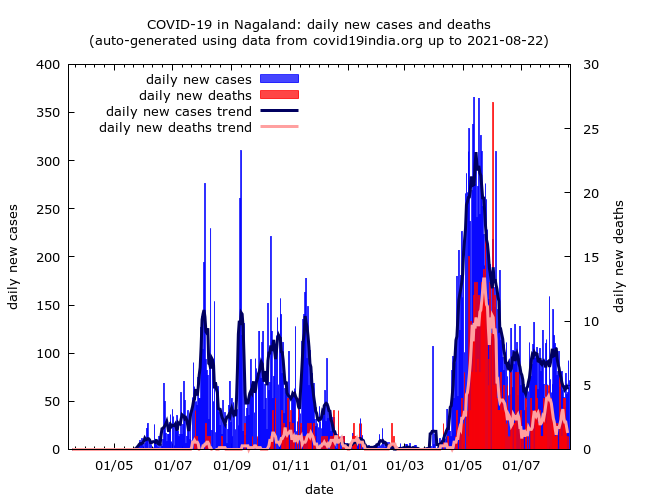 COVID-19 in Nagaland: daily new cases and deaths
(auto-generated using data from covid19india.org up to 2021-08-22)
daily new cases
daily new deaths
daily new cases trend
daily new deaths trend
daily new cases
400
350
300
250
200
150
100
50
0
30
25
20
15
10
5
0
daily new deaths
01/05 01/07 01/09 01/11 01/01 01/03 01/05 01/07
date